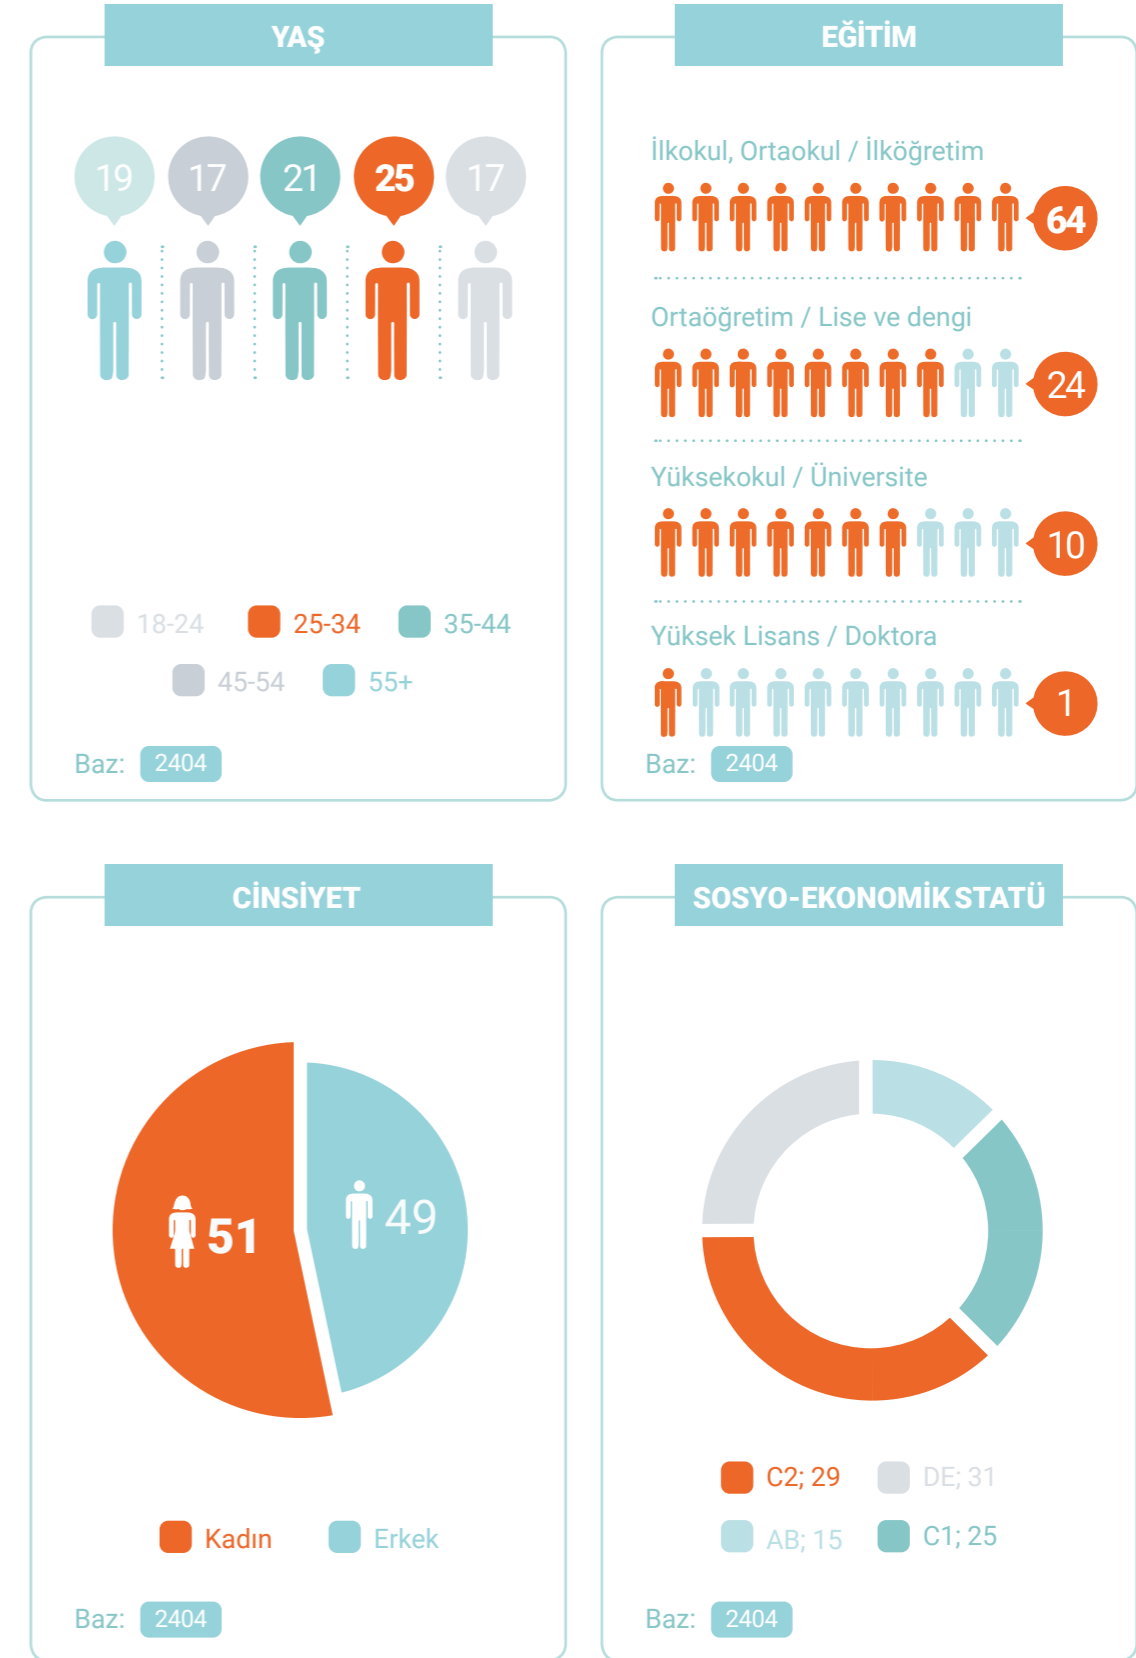 YAŞ
19 17 21 25 17
18-24 25-34 35-44
45-54 55+
Baz: 2404
EĞİTİM
İlkokul, Ortaokul / İlköğretim
64
Ortaöğretim / Lise ve dengi
24
Yüksekokul / Üniversite
10
Yüksek Lisans / Doktora
1
Baz: 2404
CİNSİYET
51 49
Kadın Erkek
Baz: 2404
SOSYO-EKONOMİK STATÜ
C2; 29 DE; 31
AB; 15 C1; 25
Baz: 2404